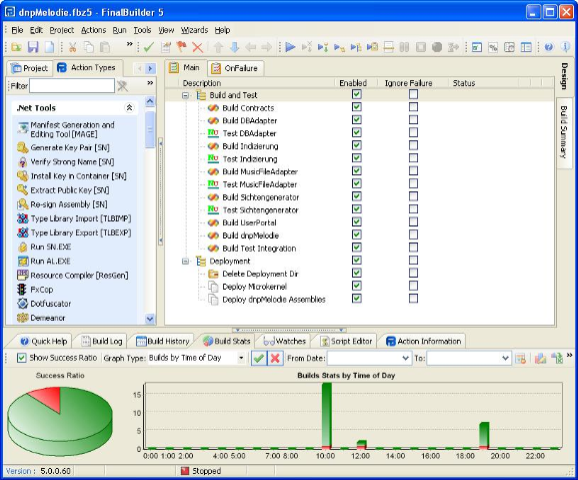 dnpMelodie.fbz5 - FinalBuilder 5
File Edit Project Actions Run Tools View Wizards Help
Project Action Types
Main OnFailure
Filter
Description Enabled Ignore Failure Status
.Net Tools
Manifest Generation and
Editing Tool [MAGE]
Generate Key Pair [SN]
Verify Strong Name [SN]
Install Key in Container [SN]
Extract Public Key [SN]
Re-sign Assembly [SN]
Type Library Import [TLBIMP]
Type Library Export [TLBEXP]
Run SN.EXE
Run AL.EXE
Resource Compiler [ResGen]
FxCop
Dotfuscator
Demeanor
Build and Test
Build Contracts
Build DBAdapter
Test DBAdapter
Build Indizierung
Test Indizierung
Build MusicFileAdapter
Test MusicFileAdapter
Build Sichtengenerator
Test Sichtengenerator
Build UserPortal
Build dnpMelodie
Build Test Integration
Deployment
Delete Deployment Dir
Deploy Microkernel
Deploy dnpMelodie Assemblies
Design
Build Summary
Quick Help Build Log Build History Build Stats Watches Script Editor Action Information
Show Success Ratio Graph Type: Builds by Time of Day From Date: To:
Success Ratio
Builds Stats by Time of Day
15
10
5
0
0:00 1:00 2:00 4:00 5:00 7:00 8:00 10:00 12:00 14:00 16:00 18:00 20:00 22:00
Version : 5.0.0.60 Stopped